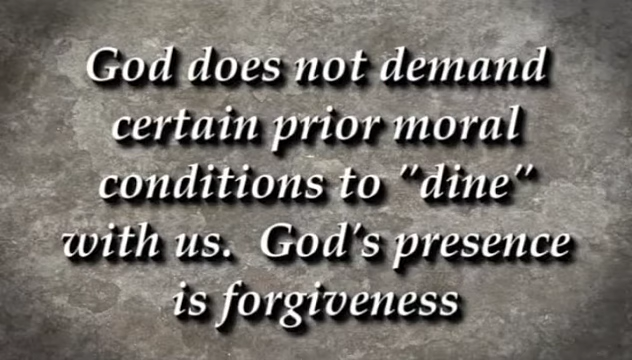 God does not demand
certain prior moral
conditions to "dine"
with us.  God's presence
is forgiveness